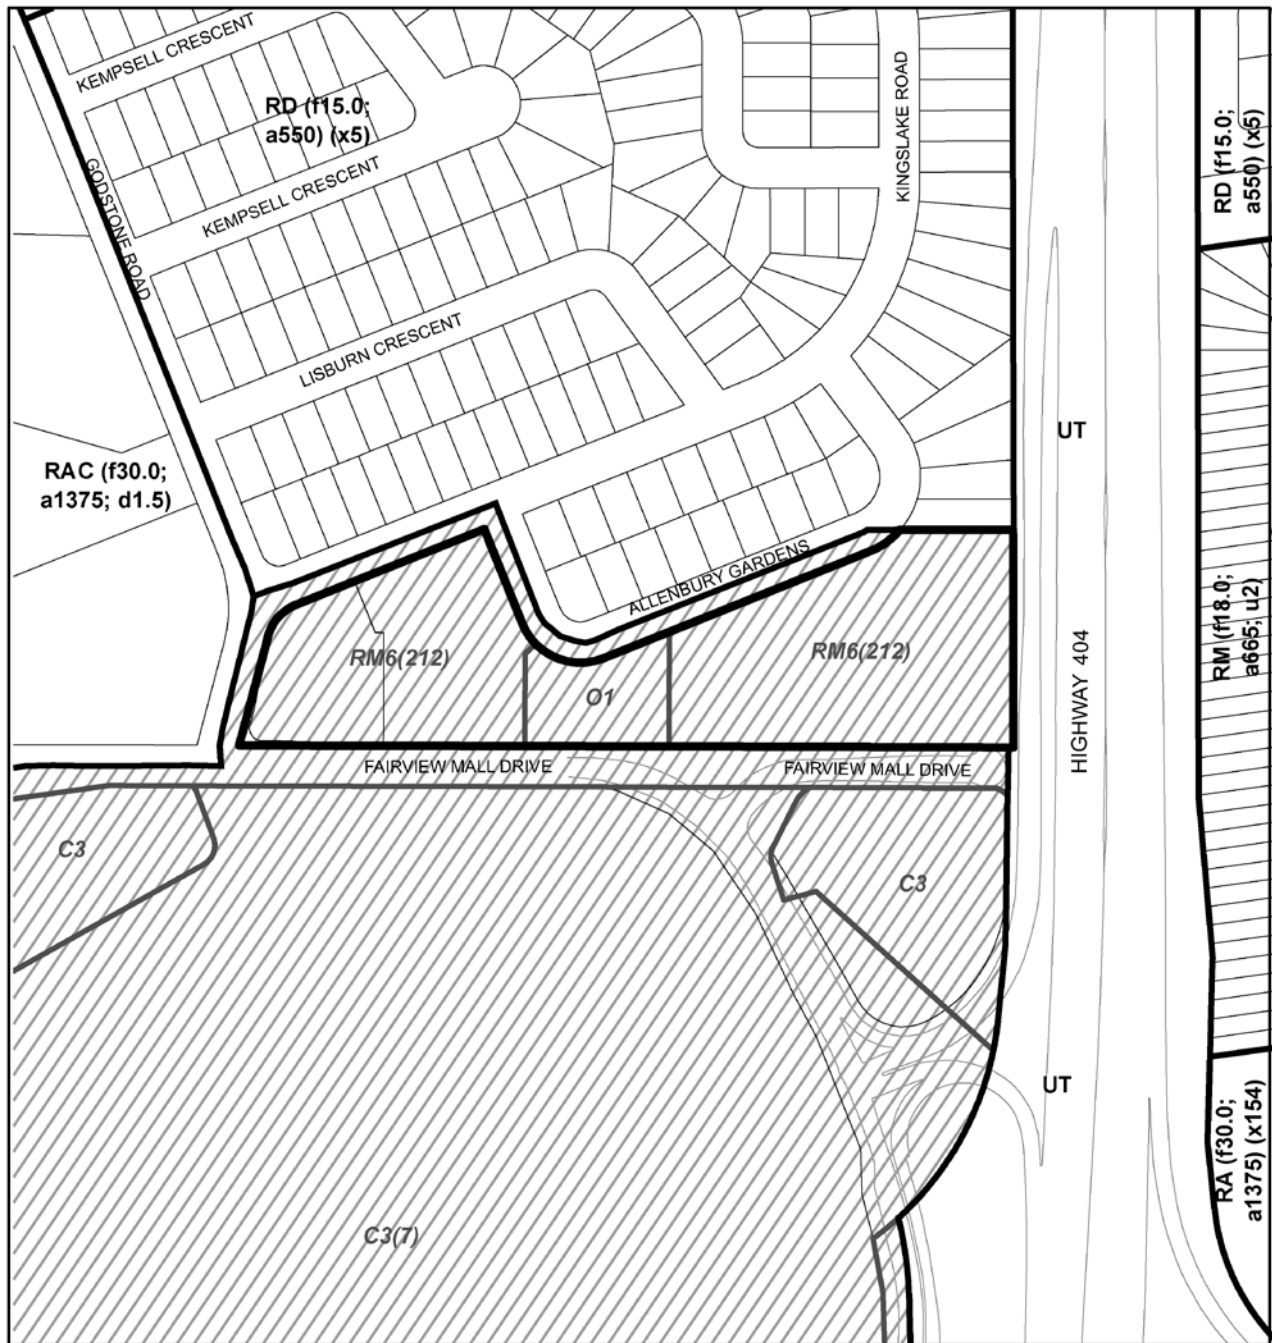 KEMPSELL CRESCENT
RD (f15.0;
a550) (x5)
KINGSLAKE ROAD
RD (f15.0;
a550) (x5)
GODSTONE ROAD
KEMPSELL CRESCENT
LISBURN CRESCENT
UT
RAC (f30.0;
a1375; d1.5)
ALLENBURY GARDENS
RM6(212)
O1
RM6(212)
HIGHWAY 404
RM (f18.0;
a665; u2)
FAIRVIEW MALL DRIVE
FAIRVIEW MALL DRIVE
C3
C3
UT
RA (f30.0;
a1375) (x154)
C3(7)